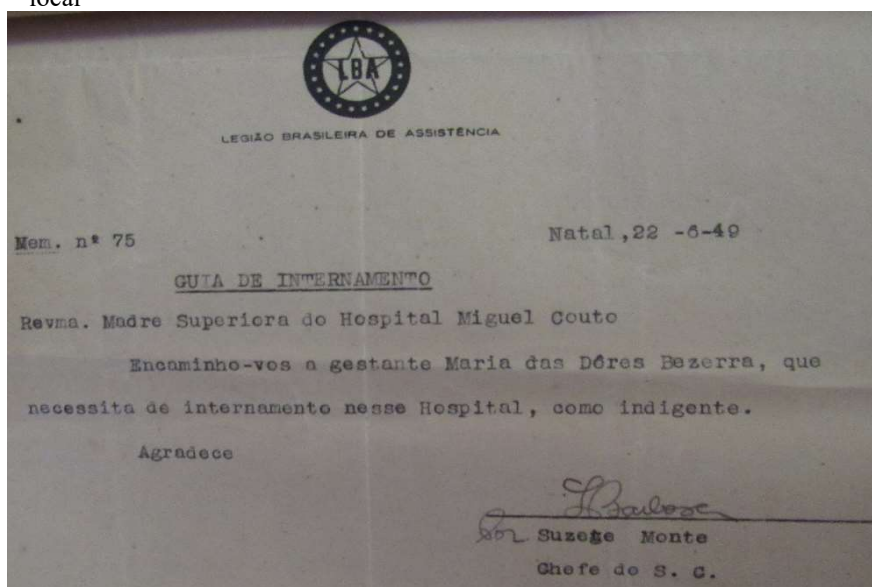 local
LBA
LEGIÃO BRASILEIRA DE ASSISTÊNCIA
Mem. nº 75
Natal,22 -6-49
GUIA DE INTERNAMENTO
Revma. Madre Superiora do Hospital Miguel Couto
Encaminho-vos a gestante Maria das Dôres Bezerra, que
necessita de internamento nesse Hospital, como indigente.
Agradece
HBarbosa
Por Suzete Monte
Chefe do S. C.